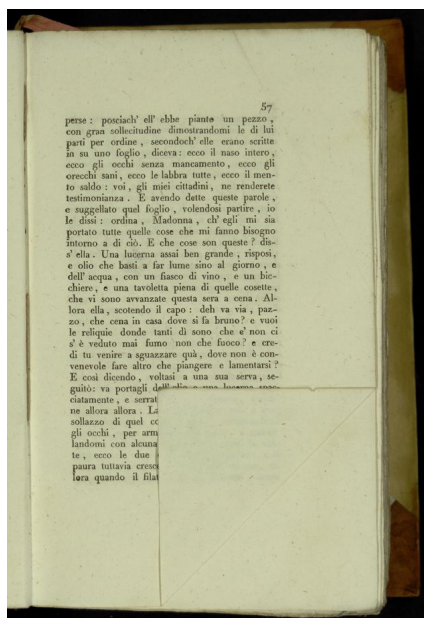 57
perse : posciach' ell' ebbe pianto un pezzo ,
con gran sollecitudine dimostrandomi le di lui
parti per ordine , secondoch' elle erano scritte
in su uno foglio , diceva : ecco il naso intero ,
ecco gli occhi senza mancamento , ecco gli
orecchi sani , ecco le labbra tutte , ecco il men-
to saldo : voi , gli miei cittadini , ne renderete
testimonianza . E avendo dette queste parole ,
e suggellato quel foglio , volendosi partire , io
le dissi : ordina , Madonna , ch' egli mi sia
portato tutte quelle cose che mi fanno bisogno
intorno a di ciò . E che cose son queste ? dis-
s' ella . Una lucerna assai ben grande , risposi ,
e olio che basti a far lume sino al giorno , e
dell' acqua , con un fiasco di vino , e un bic-
chiere , e una tavoletta piena di quelle cosette ,
che vi sono avvanzate questa sera a cena . Al-
lora ella , scotendo il capo : deh va via , paz-
zo , che cena in casa dove si fa bruno ? e vuoi
le reliquie donde tanti dì sono che e' non ci
s' è veduto mai fumo non che fuoco ? e cre-
di tu venire a sguazzare quà , dove non è con-
venevole fare altro che piangere e lamentarsi ?
E così dicendo , voltasi a una sua serva , se-
guitò : va portagli dell' olio e una lucerna spac-
ciatamente , e serrat
ne allora allora . La
sollazzo di quel co
gli occhi , per arm
landomi con alcuna
te , ecco le due
paura tuttavia cresc
lora quando il filat